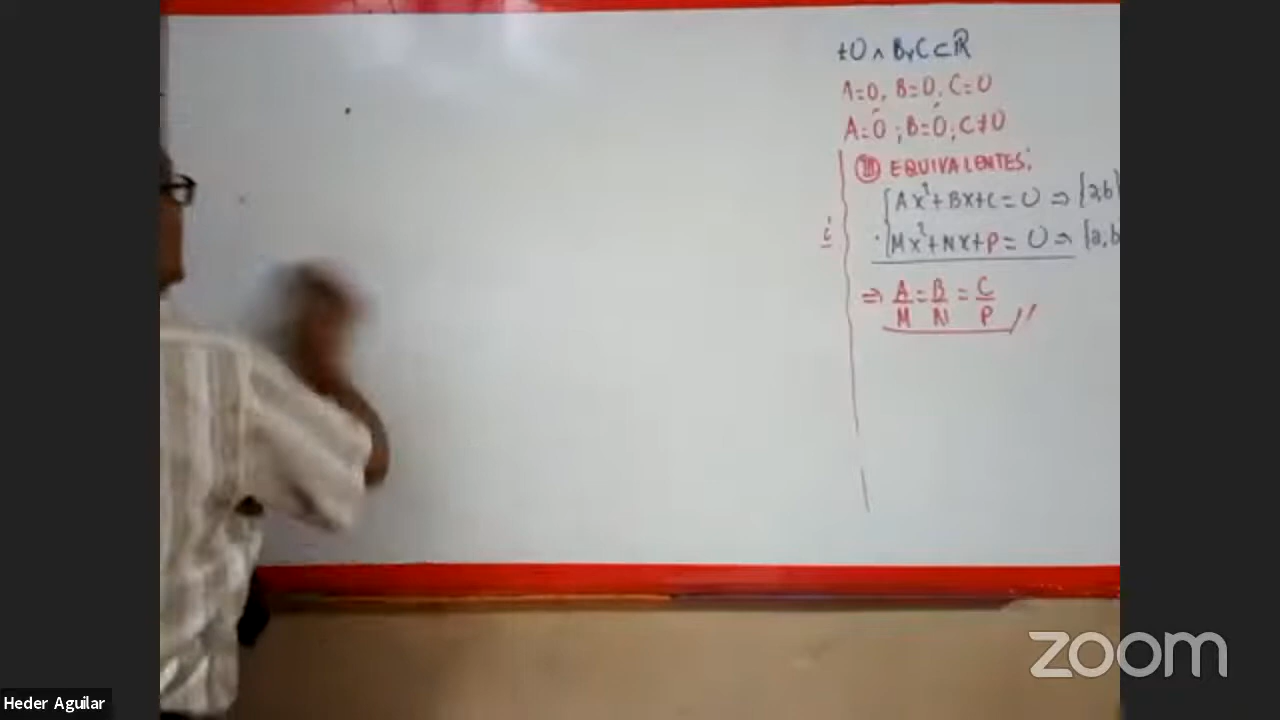 ≠0 ∧ B y C ⊂ ℝ
A=0, B=0, C=0
A=0 ; B=0, C≠0
III EQUIVALENTES:
Ax²+Bx+C=0 ⇒ {a,b}
i
Mx²+Nx+P=0 ⇒ {a,b
⇒ A/M = B/N = C/P //
zoom
Heder Aguilar